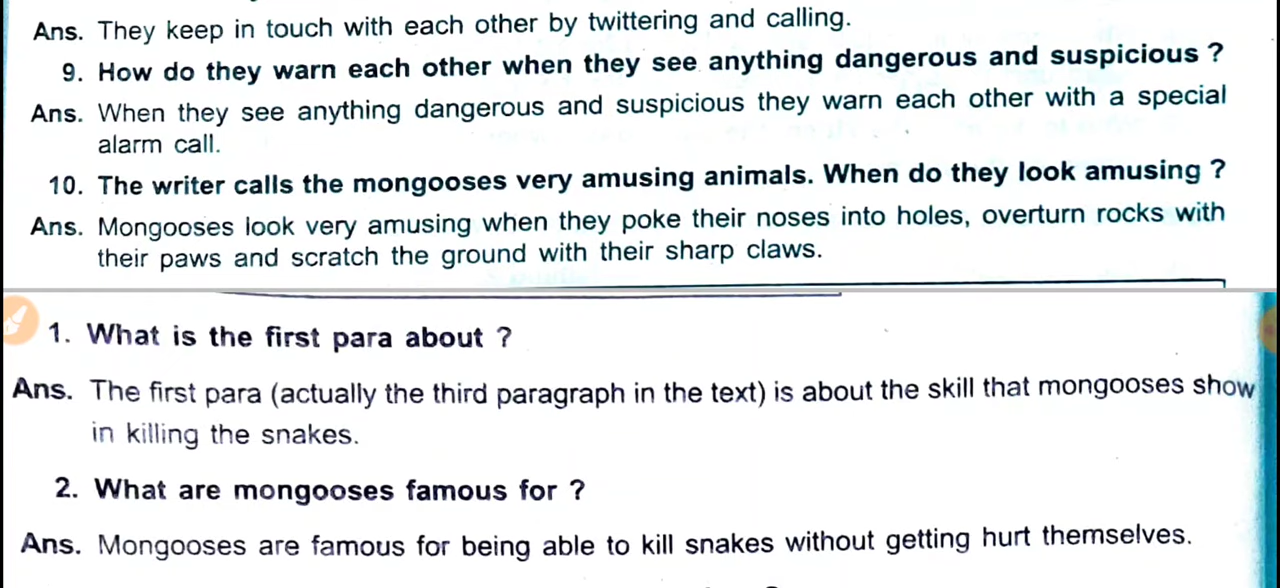 Ans. They keep in touch with each other by twittering and calling.
9. How do they warn each other when they see anything dangerous and suspicious ?
Ans. When they see anything dangerous and suspicious they warn each other with a special
alarm call.
10. The writer calls the mongooses very amusing animals. When do they look amusing ?
Ans. Mongooses look very amusing when they poke their noses into holes, overturn rocks with
their paws and scratch the ground with their sharp claws.
1. What is the first para about ?
Ans. The first para (actually the third paragraph in the text) is about the skill that mongooses show
in killing the snakes.
2. What are mongooses famous for ?
Ans. Mongooses are famous for being able to kill snakes without getting hurt themselves.